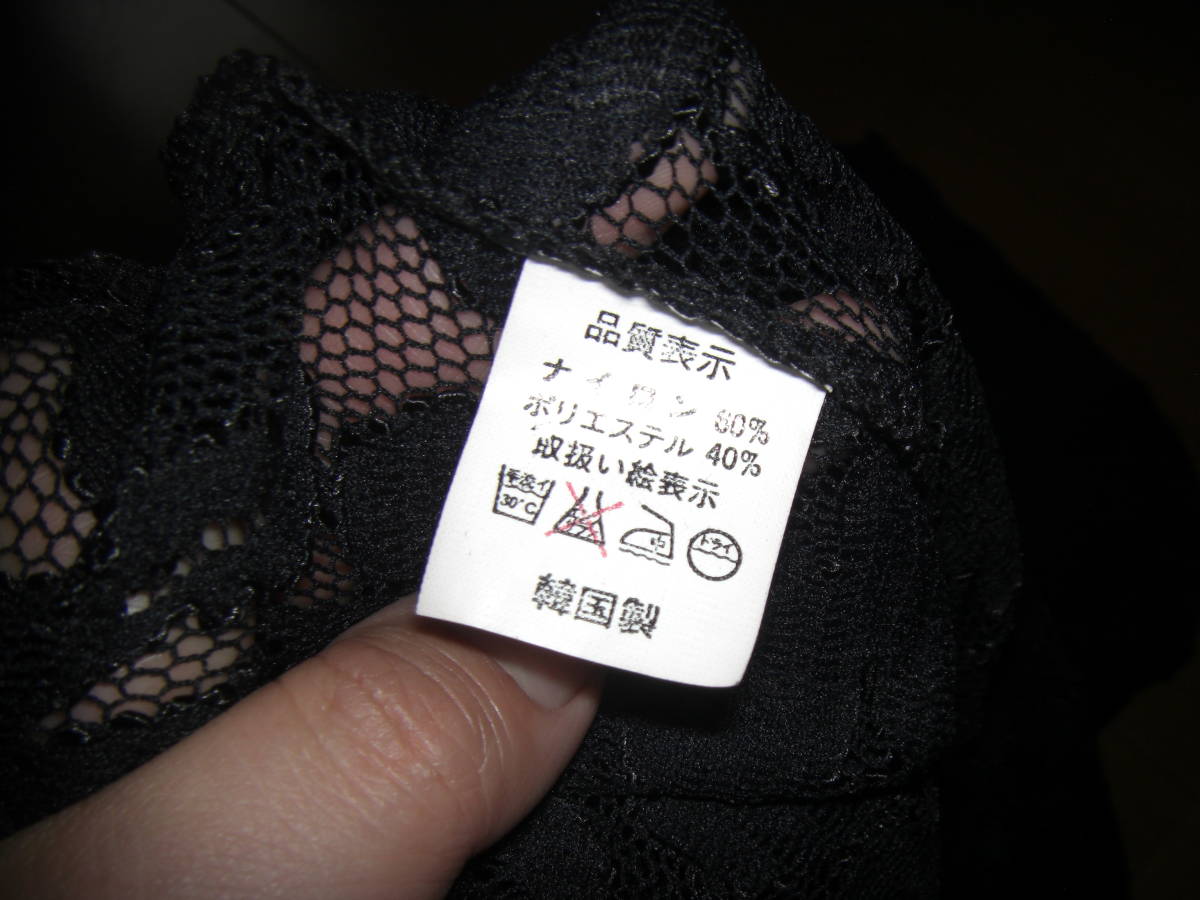 品質表示
ナイロン 60%
ポリエステル 40%
取扱い絵表示
手洗イ
30℃
ドライ
韓国製